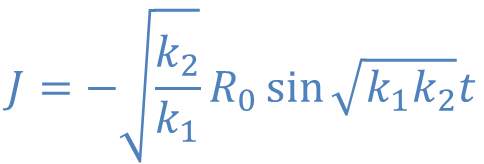 J = −√(k₂/k₁) R₀ sin √(k₁k₂)t